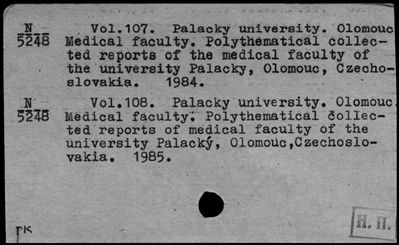 N Vol.107. Palacky university. Olomouc
5248 Medical faculty. Polythematical collec-
ted reports of the medical faculty of
the university Palacky, Olomouc, Czecho-
slovakia. 1984.
N Vol.108. Palacky university. Olomouc.
5248 Medical faculty. Polythematical collec-
ted reports of medical faculty of the
university Palacký, Olomouc,Czechoslo-
vakia. 1985.
Н. П.